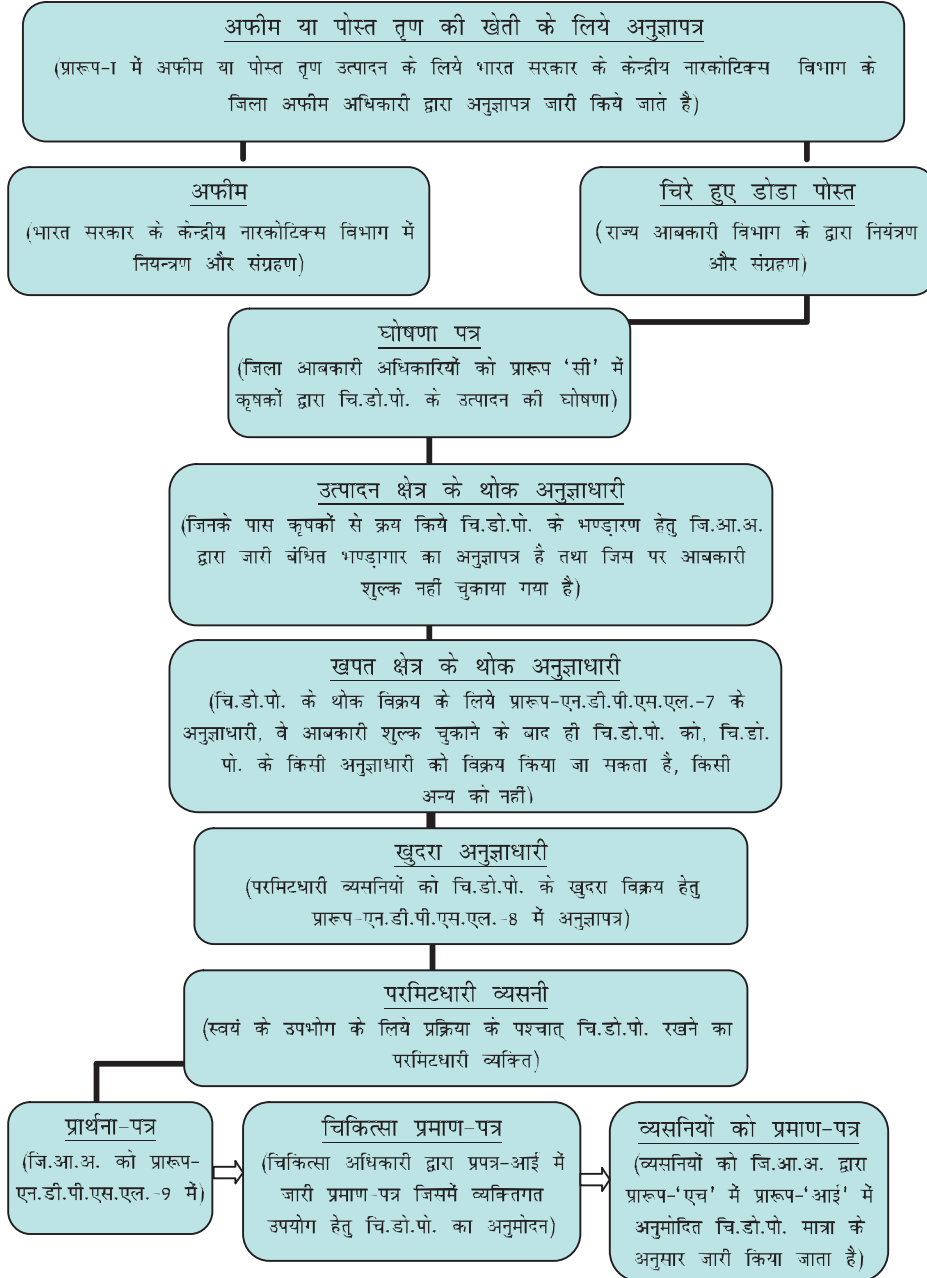 अफीम या पोस्त तृण की खेती के लिये अनुज्ञापत्र
(प्रारूप-I में अफीम या पोस्त तृण उत्पादन के लिये भारत सरकार के केन्द्रीय नारकोटिक्स विभाग के
जिला अफीम अधिकारी द्वारा अनुज्ञापत्र जारी किये जाते है)
अफीम
(भारत सरकार के केन्द्रीय नारकोटिक्स विभाग में
नियन्त्रण और संग्रहण)
चिरे हुए डोडा पोस्त
(राज्य आबकारी विभाग के द्वारा नियंत्रण
और संग्रहण)
घोषणा पत्र
(जिला आबकारी अधिकारियों को प्रारूप ‘सी’ में
कृषकों द्वारा चि.डो.पो. के उत्पादन की घोषणा)
उत्पादन क्षेत्र के थोक अनुज्ञाधारी
(जिनके पास कृषकों से क्रय किये चि.डो.पो. के भण्ड़ारण हेतु जि.आ.अ.
द्वारा जारी बंधित भण्ड़ागार का अनुज्ञापत्र है तथा जिस पर आबकारी
शुल्क नहीं चुकाया गया है)
खपत क्षेत्र के थोक अनुज्ञाधारी
(चि.डो.पो. के थोक विक्रय के लिये प्रारूप-एन.डी.पी.एस.एल.-7 के
अनुज्ञाधारी, वे आबकारी शुल्क चुकाने के बाद ही चि.डो.पो. को, चि.डो.
पो. के किसी अनुज्ञाधारी को विक्रय किया जा सकता है, किसी
अन्य को नहीं)
खुदरा अनुज्ञाधारी
(परमिटधारी व्यसनियों को चि.डो.पो. के खुदरा विक्रय हेतु
प्रारूप-एन.डी.पी.एस.एल.-8 में अनुज्ञापत्र)
परमिटधारी व्यसनी
(स्वयं के उपभोग के लिये प्रक्रिया के पश्चात् चि.डो.पो. रखने का
परमिटधारी व्यक्ति)
प्रार्थना-पत्र
(जि.आ.अ. को प्रारूप-
एन.डी.पी.एस.एल.-9 में)
चिकित्सा प्रमाण-पत्र
(चिकित्सा अधिकारी द्वारा प्रपत्र-आई में
जारी प्रमाण-पत्र जिसमें व्यक्तिगत
उपयोग हेतु चि.डो.पो. का अनुमोदन)
व्यसनियों को प्रमाण-पत्र
(व्यसनियों को जि.आ.अ. द्वारा
प्रारूप-‘एच’ में प्रारूप-‘आई’ में
अनुमोदित चि.डो.पो. मात्रा के
अनुसार जारी किया जाता है)